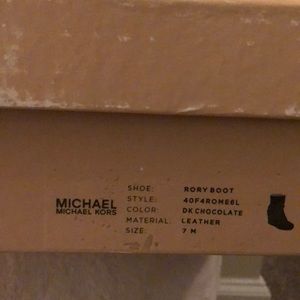 MICHAEL
MICHAEL KORS
SHOE: RORY BOOT
STYLE: 40F4ROME6L
COLOR: DK CHOCOLATE
MATERIAL: LEATHER
SIZE: 7 M